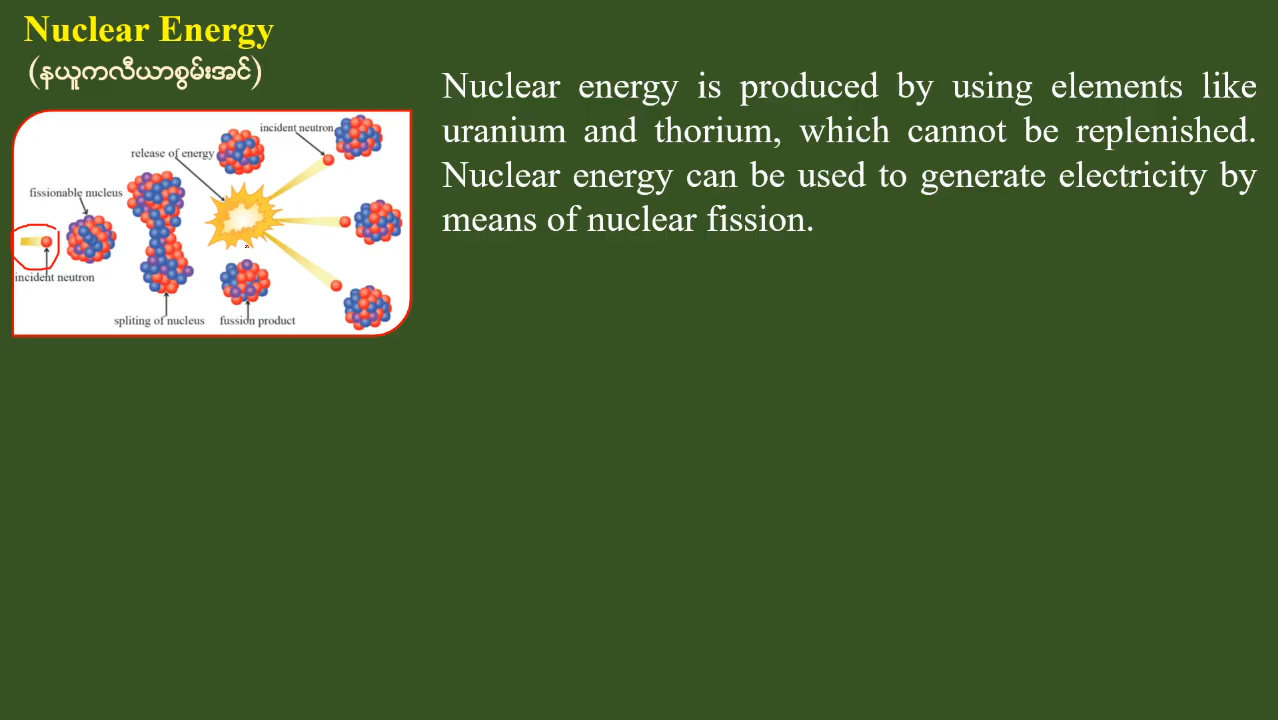 Nuclear Energy
(နယူကလီယာစွမ်းအင်)
Nuclear energy is produced by using elements like
uranium and thorium, which cannot be replenished.
Nuclear energy can be used to generate electricity by
means of nuclear fission.
incident neutron
release of energy
fissionable nucleus
incident neutron
spliting of nucleus
fussion product